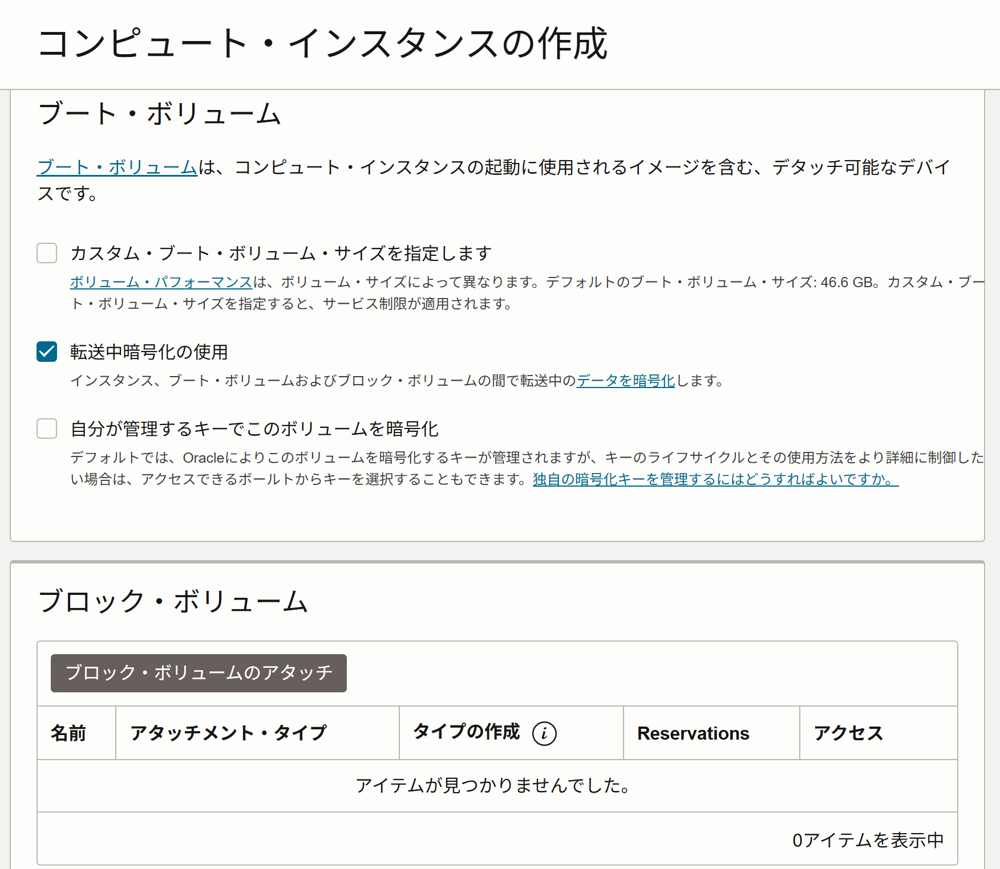 コンピュート・インスタンスの作成
ブート・ボリューム
ブート・ボリュームは、コンピュート・インスタンスの起動に使用されるイメージを含む、デタッチ可能なデバイ
スです。
カスタム・ブート・ボリューム・サイズを指定します
ボリューム・パフォーマンスは、ボリューム・サイズによって異なります。デフォルトのブート・ボリューム・サイズ: 46.6 GB。カスタム・ブー
ト・ボリューム・サイズを指定すると、サービス制限が適用されます。
転送中暗号化の使用
インスタンス、ブート・ボリュームおよびブロック・ボリュームの間で転送中のデータを暗号化します。
自分が管理するキーでこのボリュームを暗号化
デフォルトでは、Oracleによりこのボリュームを暗号化するキーが管理されますが、キーのライフサイクルとその使用方法をより詳細に制御した
い場合は、アクセスできるボールトからキーを選択することもできます。独自の暗号化キーを管理するにはどうすればよいですか。
ブロック・ボリューム
ブロック・ボリュームのアタッチ
名前 アタッチメント・タイプ タイプの作成 i Reservations アクセス
アイテムが見つかりませんでした。
0アイテムを表示中